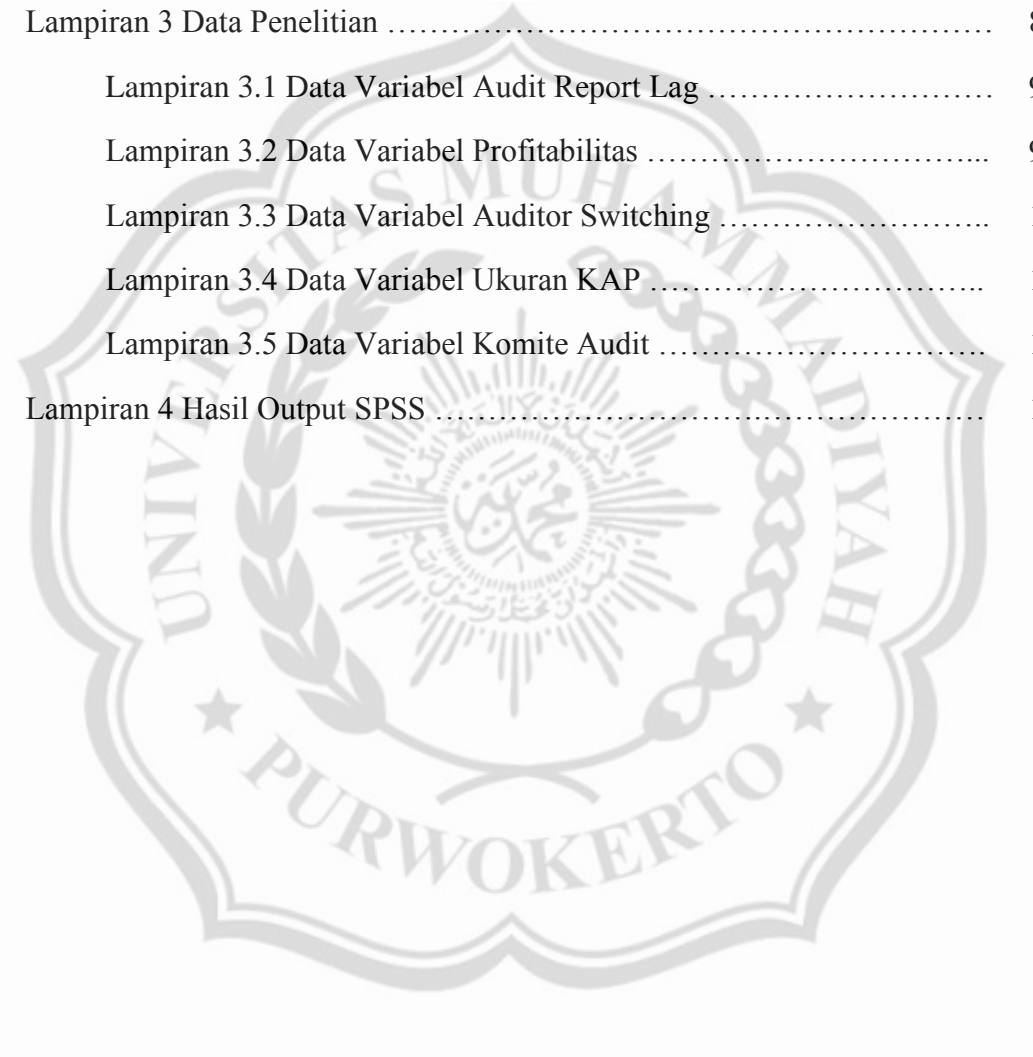 Lampiran 3 Data Penelitian ……………………………………………………
Lampiran 3.1 Data Variabel Audit Report Lag ………………………
Lampiran 3.2 Data Variabel Profitabilitas …………………………...
Lampiran 3.3 Data Variabel Auditor Switching ……………………..
Lampiran 3.4 Data Variabel Ukuran KAP …………………………..
Lampiran 3.5 Data Variabel Komite Audit ………………………….
Lampiran 4 Hasil Output SPSS ………………………………………………
UNIVERSITAS MUHAMMADIYAH
PURWOKERTO